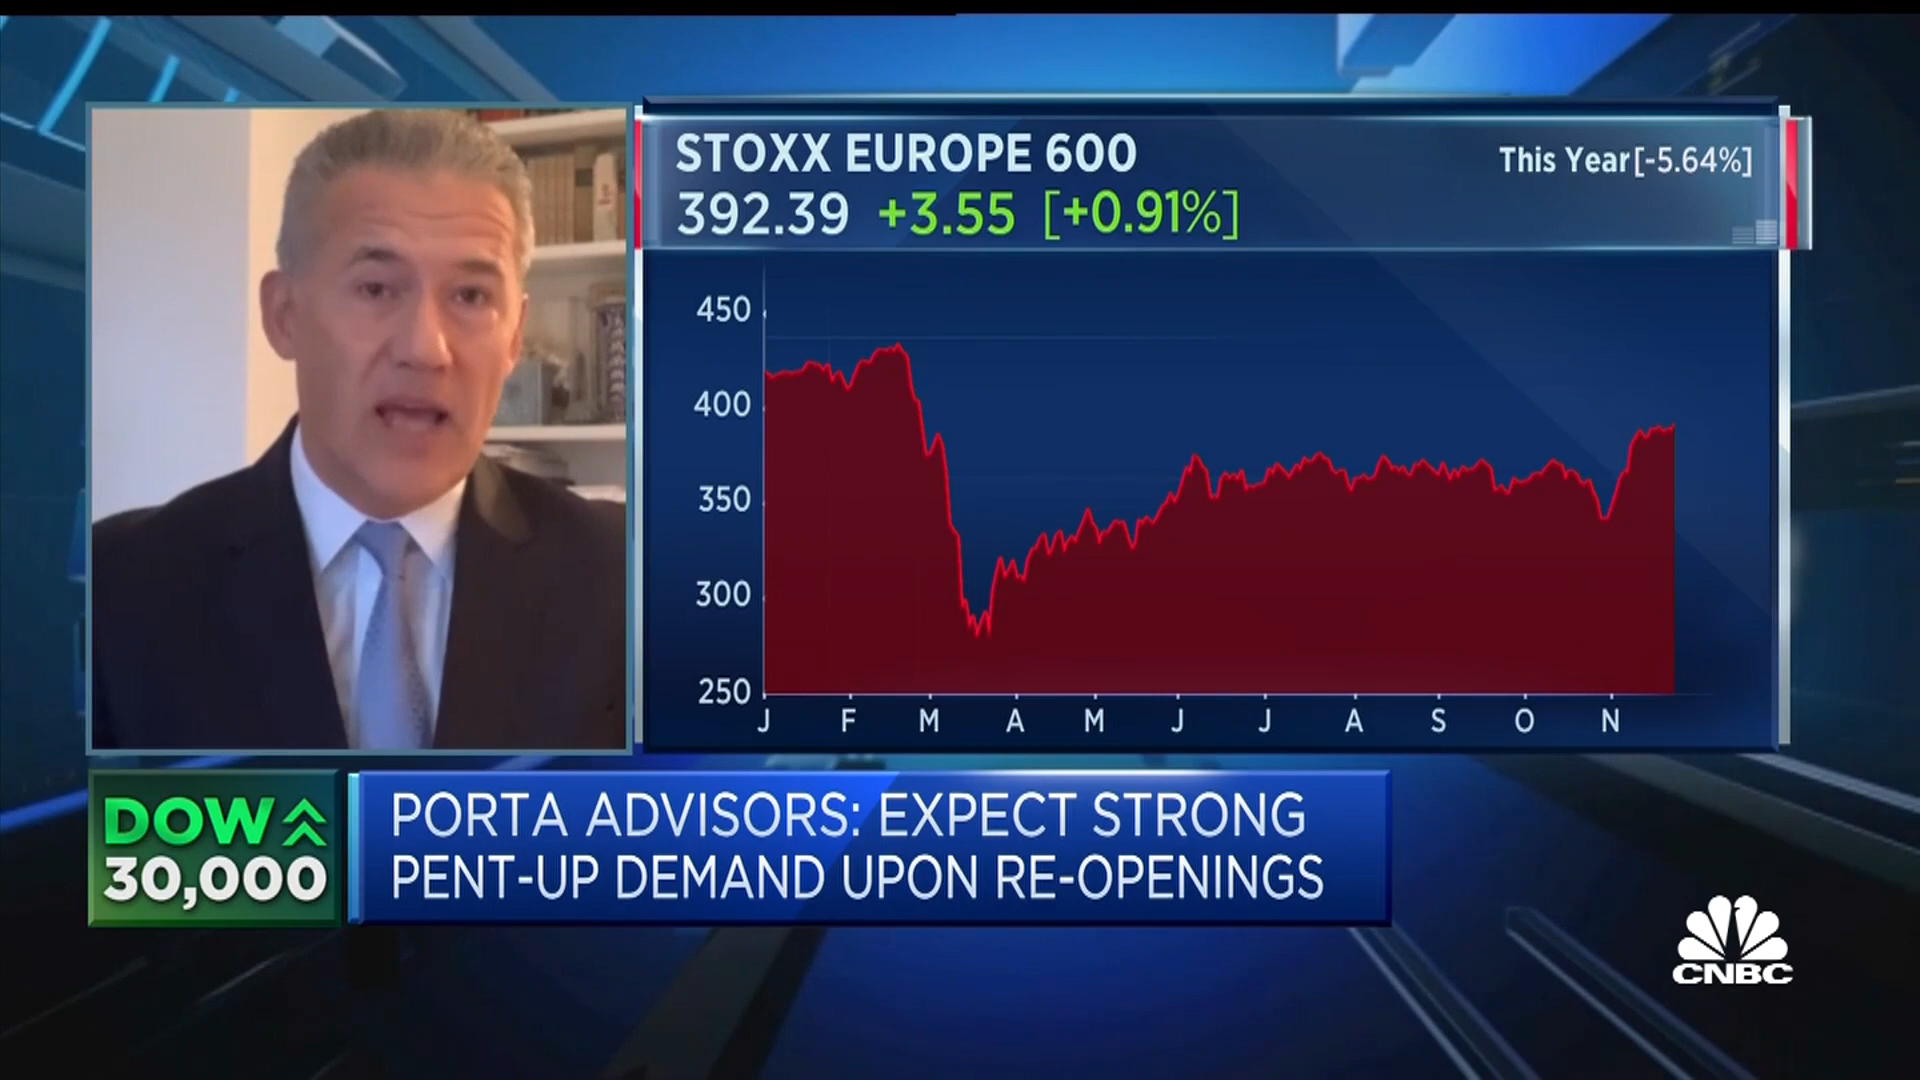 STOXX EUROPE 600
This Year[-5.64%]
392.39 +3.55 [+0.91%]
450
400
350
300
250
J F M A M J J A S O N
DOW
30,000
PORTA ADVISORS: EXPECT STRONG
PENT-UP DEMAND UPON RE-OPENINGS
CNBC